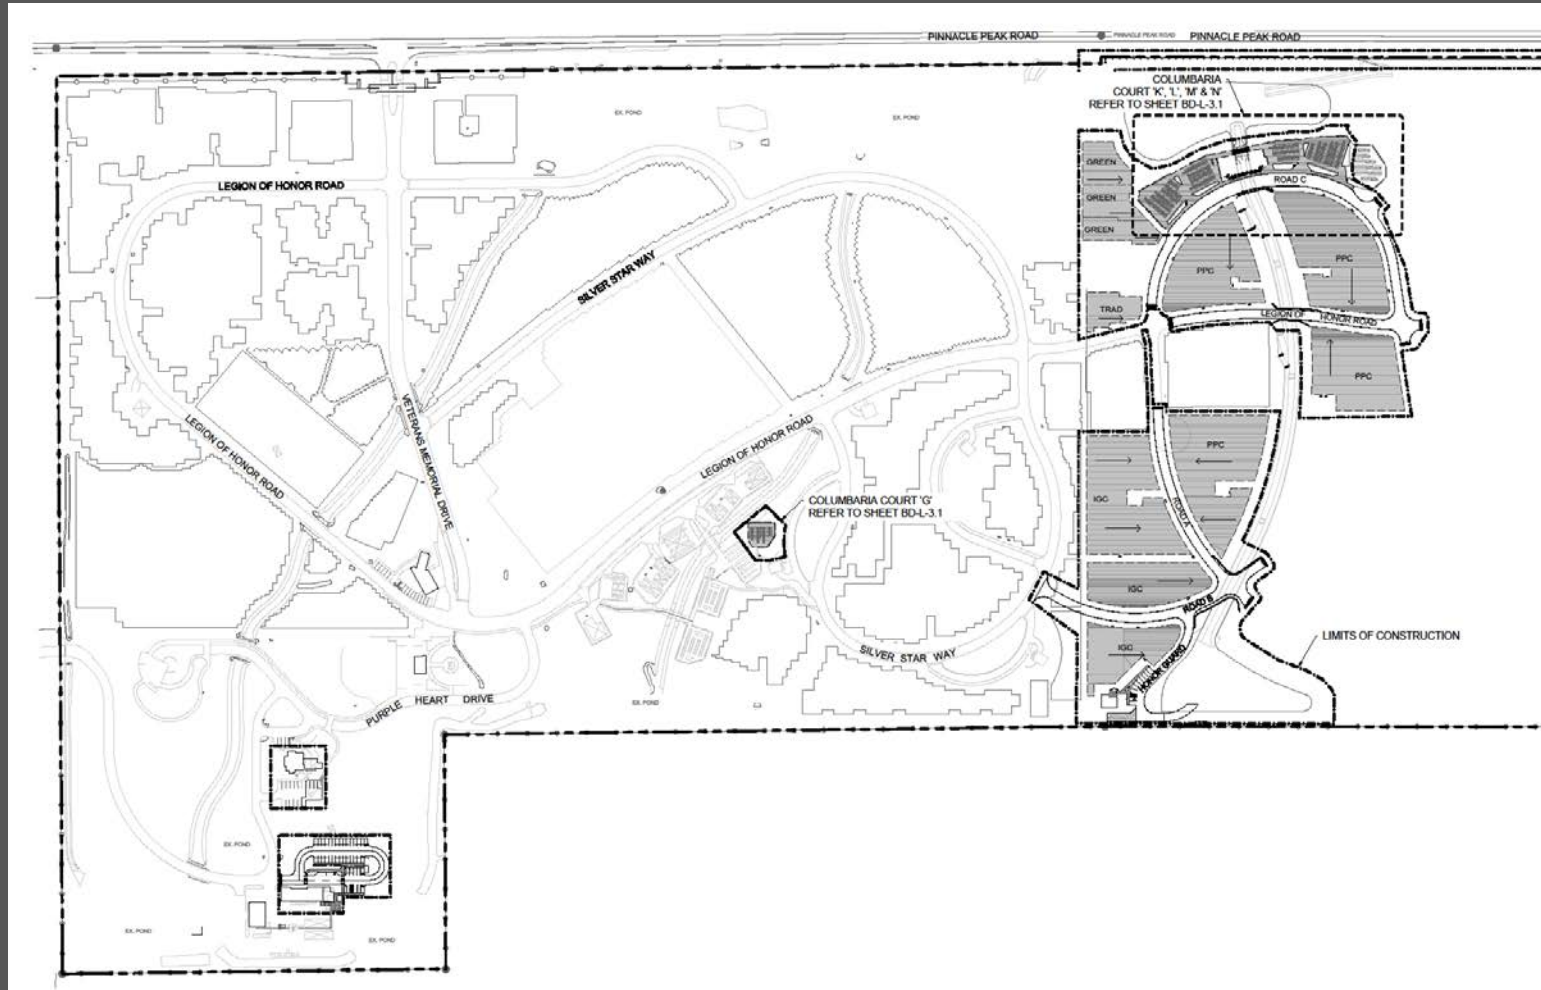 PINNACLE PEAK ROAD
PINNACLE PEAK ROAD
PINNACLE PEAK ROAD
COLUMBARIA
COURT 'K', 'L', 'M' & 'N'
REFER TO SHEET BD-L-3.1
EX. POND
EX. POND
GREEN
GREEN
GREEN
ROAD C
LEGION OF HONOR ROAD
SILVER STAR WAY
PPC
PPC
TRAD
LEGION OF HONOR ROAD
PPC
VETERANS MEMORIAL DRIVE
LEGION OF HONOR ROAD
LEGION OF HONOR ROAD
PPC
IGC
ROAD A
COLUMBARIA COURT 'G'
REFER TO SHEET BD-L-3.1
IGC
ROAD B
LIMITS OF CONSTRUCTION
IGC
HONOR GUARD
SILVER STAR WAY
PURPLE HEART DRIVE
EX. POND
EX. POND
EX. POND
EX. POND